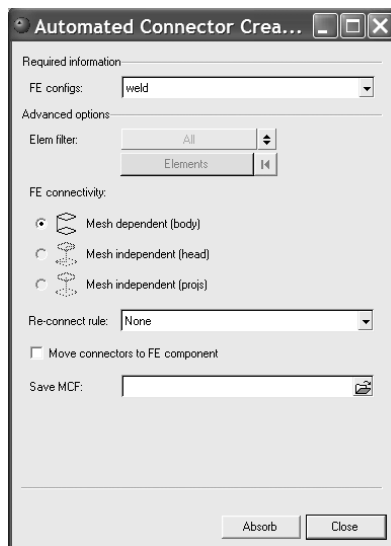 Automated Connector Crea...
Required information
FE configs: weld
Advanced options
Elem filter: All
Elements
FE connectivity:
Mesh dependent (body)
Mesh independent (head)
Mesh independent (projs)
Re-connect rule: None
Move connectors to FE component
Save MCF:
Absorb Close